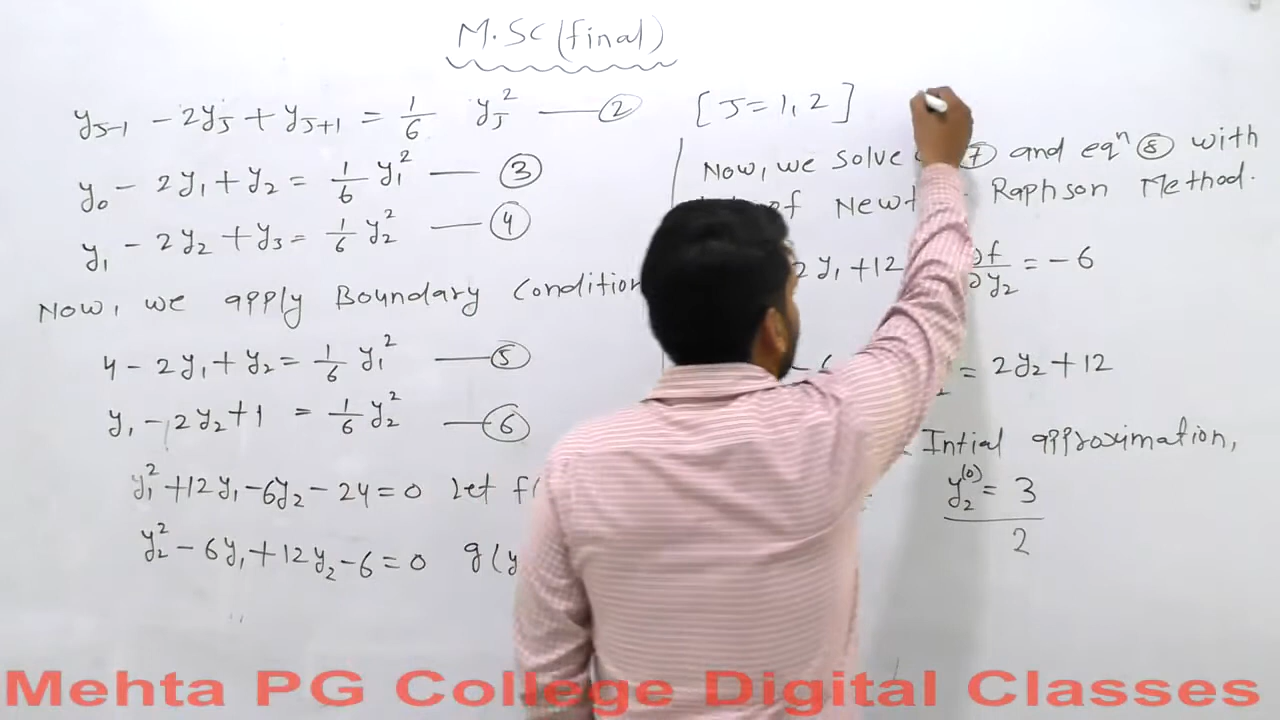 M.SC (final)
y_{J-1} - 2y_J + y_{J+1} = 1/6 y_J^2 —— ②
y_0 - 2y_1 + y_2 = 1/6 y_1^2 — ③
y_1 - 2y_2 + y_3 = 1/6 y_2^2 — ④
Now, we apply Boundary Condition
4 - 2y_1 + y_2 = 1/6 y_1^2 —— ⑤
y_1 - 2y_2 + 1 = 1/6 y_2^2 —— ⑥
y_1^2 + 12y_1 - 6y_2 - 24 = 0 Let f(
y_2^2 - 6y_1 + 12y_2 - 6 = 0 g(y
[J = 1, 2]
Now, we solve ⑦ and eq^n ⑧ with
of Raphson Method.
2y_1 + 12 ∂f/∂y_2 = -6
= 2y_2 + 12
Intial approximation,
y_2^{(0)} = 3
2
Mehta PG College Digital Classes